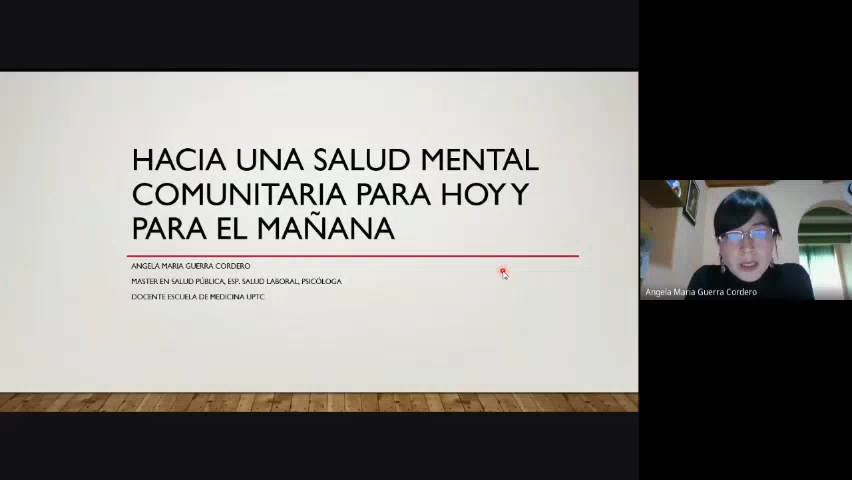 HACIA UNA SALUD MENTAL
COMUNITARIA PARA HOY Y
PARA EL MAÑANA
ANGELA MARIA GUERRA CORDERO
MASTER EN SALUD PÚBLICA, ESP. SALUD LABORAL, PSICÓLOGA
DOCENTE ESCUELA DE MEDICINA UPTC
Angela Maria Guerra Cordero